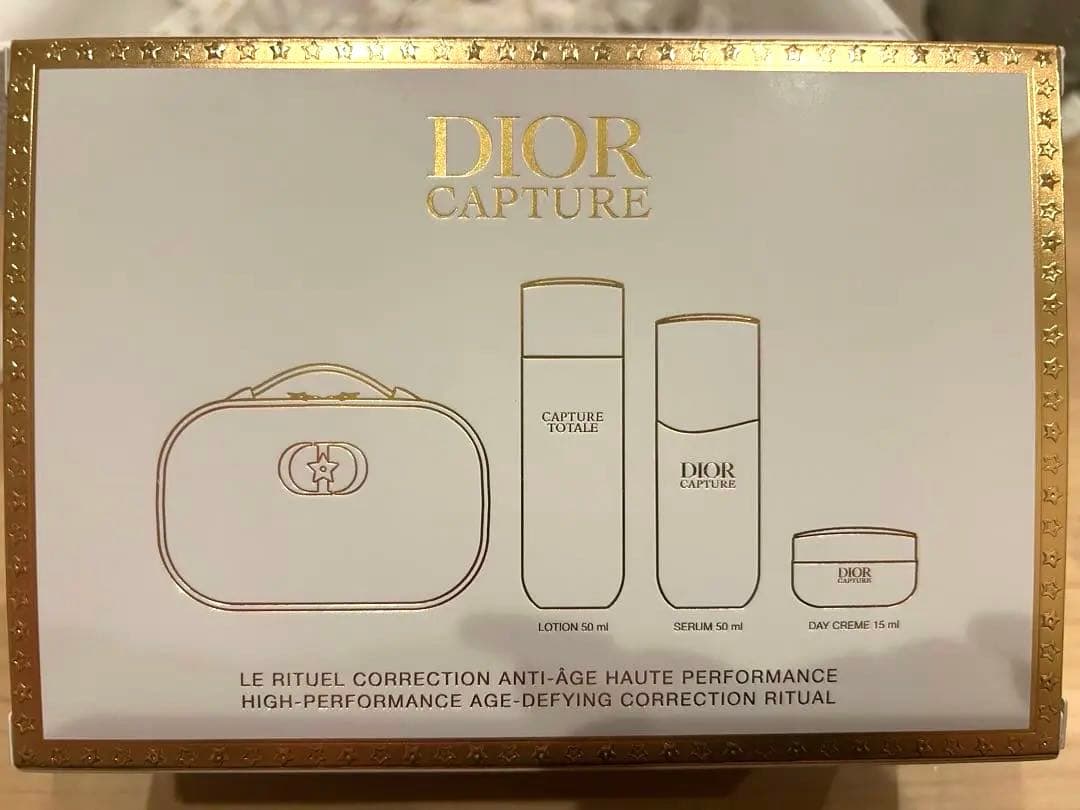 DIOR
CAPTURE
CAPTURE
TOTALE
DIOR
CAPTURE
DIOR
CAPTURE
LOTION 50 ml
SERUM 50 ml
DAY CREME 15 ml
LE RITUEL CORRECTION ANTI-ÂGE HAUTE PERFORMANCE
HIGH-PERFORMANCE AGE-DEFYING CORRECTION RITUAL